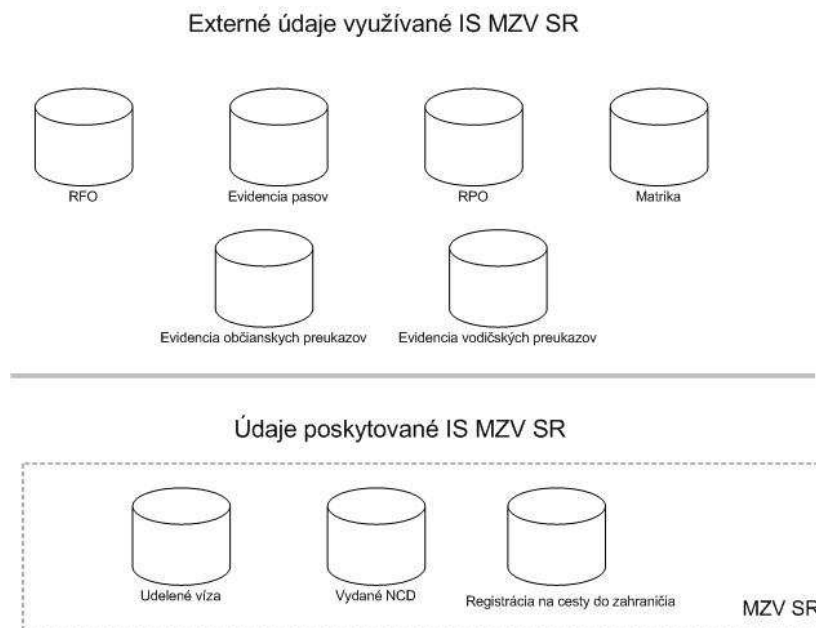 Externé údaje využívané IS MZV SR
RFO
Evidencia pasov
RPO
Matrika
Evidencia občianskych preukazov
Evidencia vodičských preukazov
Údaje poskytované IS MZV SR
Udelené víza
Vydané NCD
Registrácia na cesty do zahraničia
MZV SR